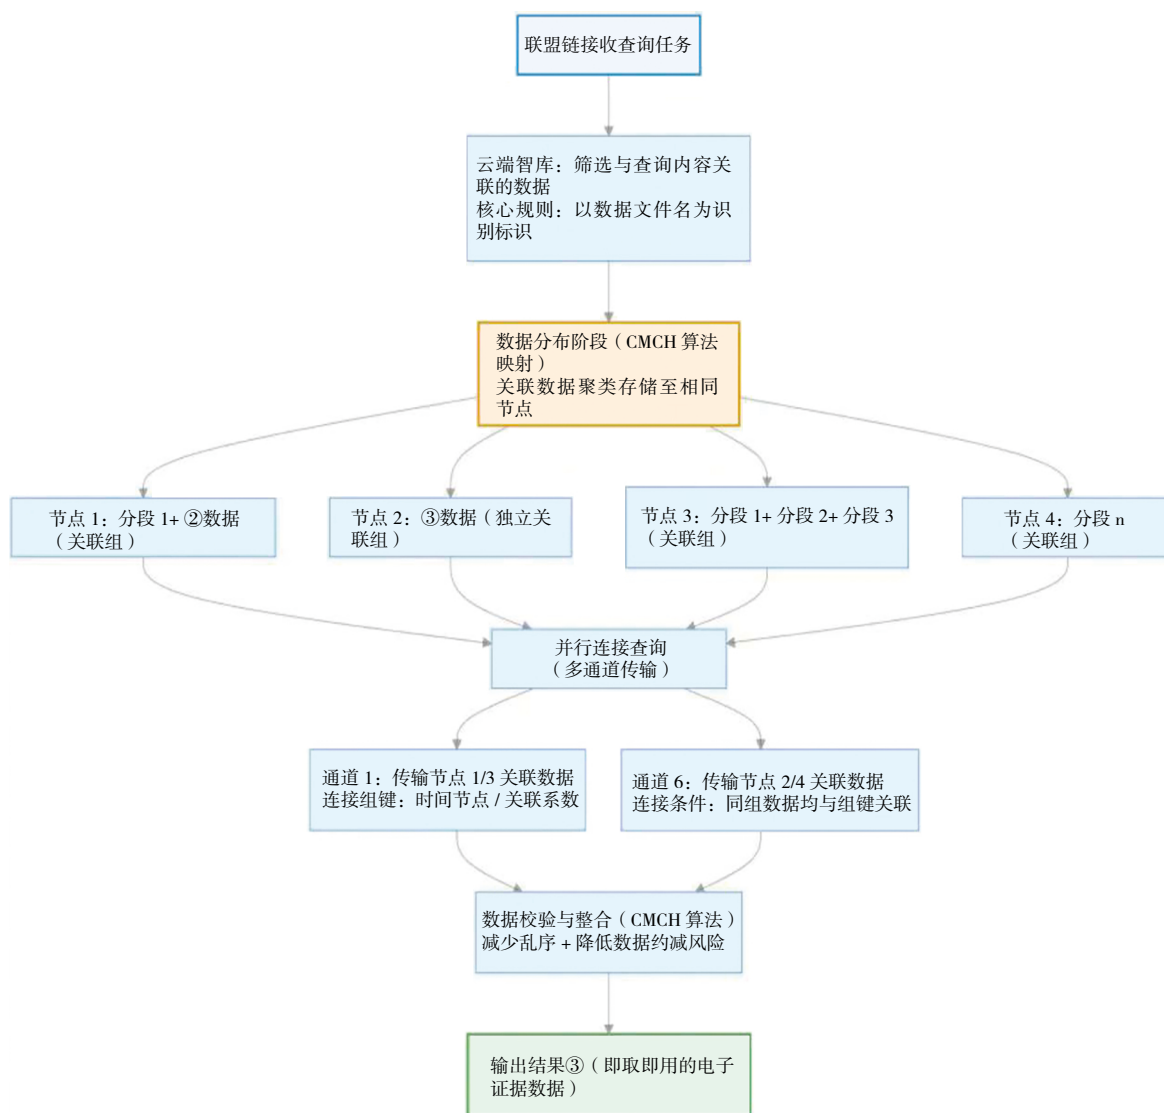 联盟链接收查询任务
云端智库：筛选与查询内容关
联的数据
核心规则：以数据文件名为识
别标识
数据分布阶段（CMCH 算法
映射）
关联数据聚类存储至相同
节点
节点 1：分段 1+ ②数据
（关联组）
节点 2：③数据（独立关
联组）
节点 3：分段 1+ 分段 2+ 分段 3
（关联组）
节点 4：分段 n
（关联组）
并行连接查询
（多通道传输）
通道 1：传输节点 1/3 关联数据
连接组键：时间节点 / 关联系数
通道 6：传输节点 2/4 关联数据
连接条件：同组数据均与组键关联
数据校验与整合（CMCH 算法）
减少乱序 + 降低数据约减风险
输出结果③（即取即用的电子
证据数据）